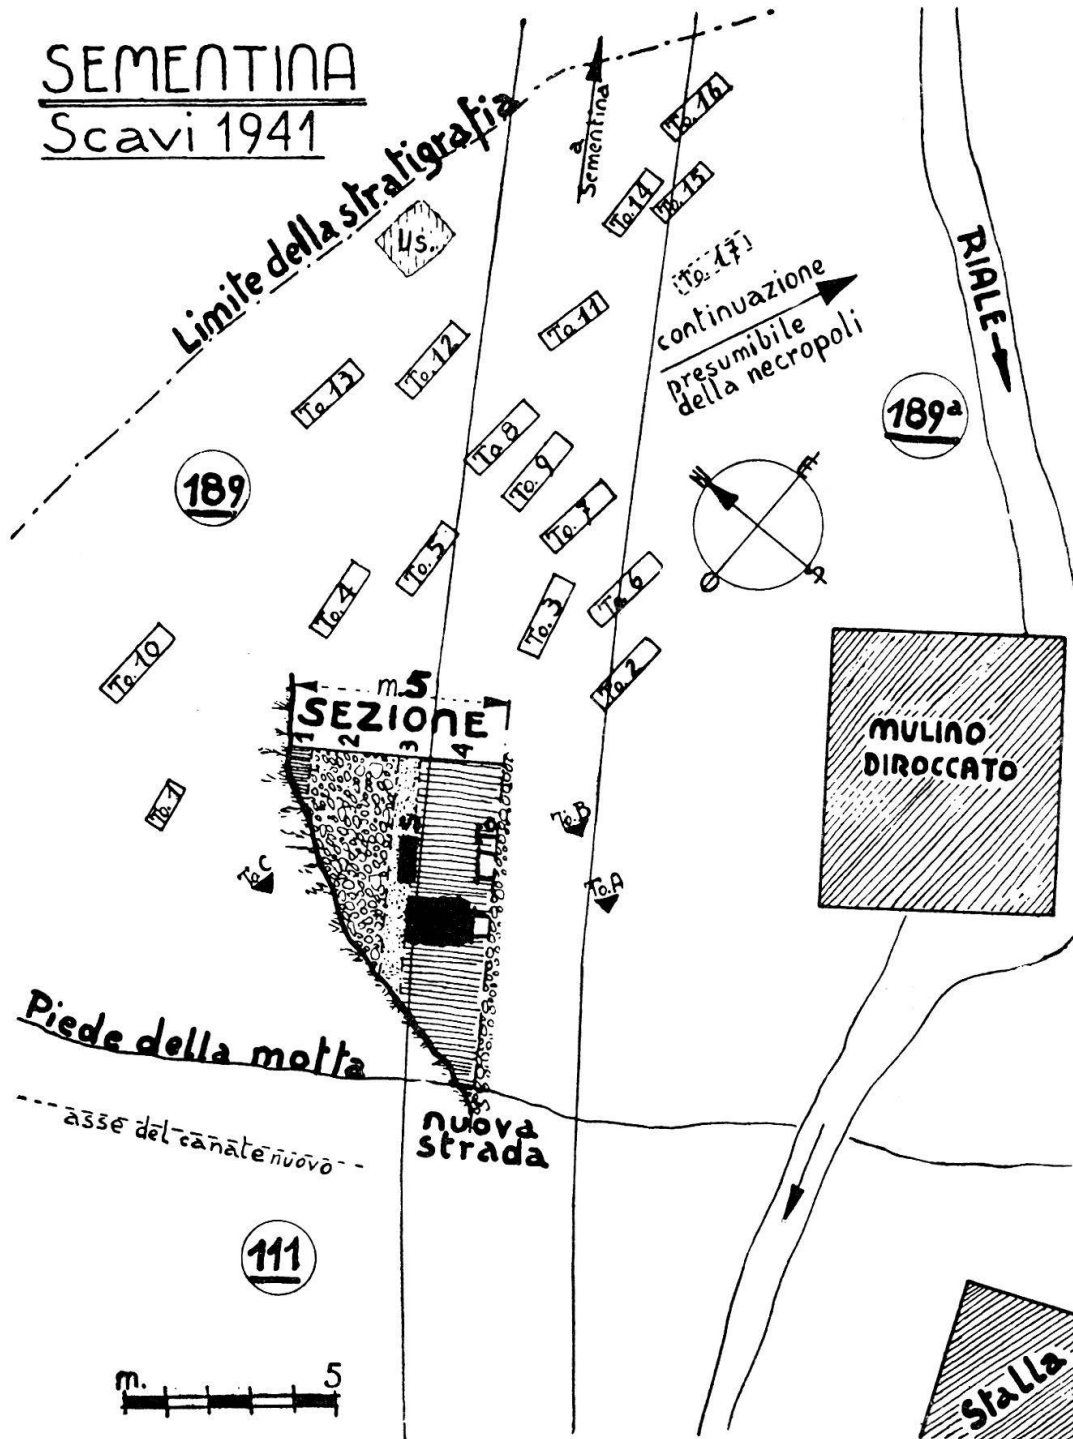 SEMENTINA
Scavi 1941
Limite della stratigrafia
a
Sementina
To. 16
To. 14
To. 15
Us.
To. 17
continuazione
presumibile
della necropoli
RIALE
To. 11
To. 12
To. 13
To 8
To. 9
189
189ª
To. 7
N
E
O
S
To. 5
To. 4
To. 6
To. 3
To. 10
To. 2
m. 5
SEZIONE
1
2
3
4
MULINO
DIROCCATO
To. 1
To. B
5
6
To. C
To. A
Piede della motta
asse del canale nuovo
nuova
strada
111
m. 5
Stalla